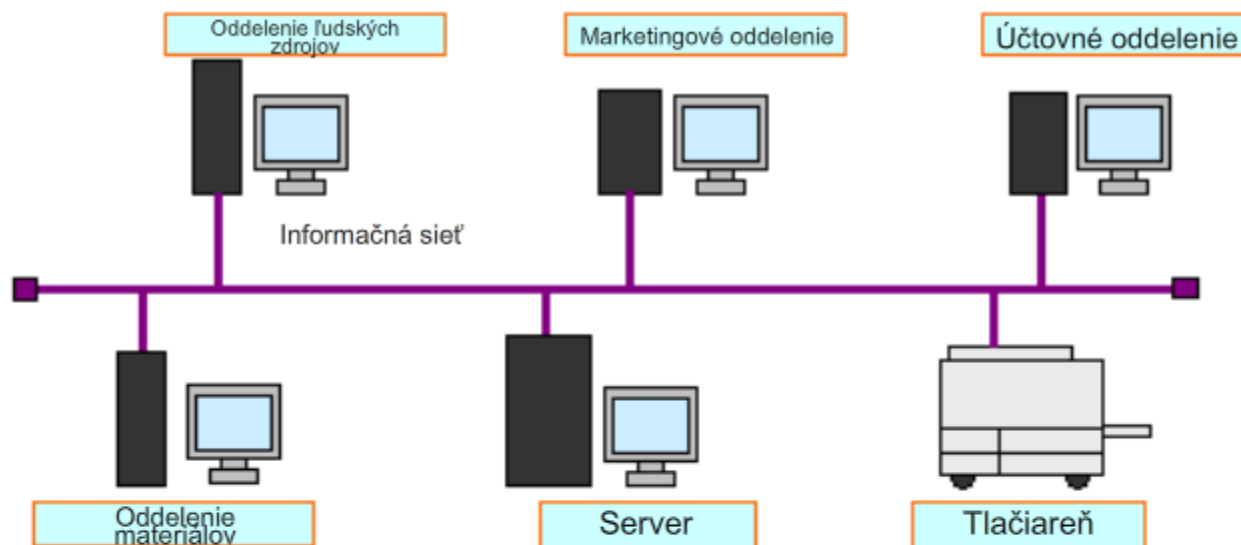 Oddelenie ľudských
zdrojov
Marketingové oddelenie
Účtovné oddelenie
Informačná sieť
Oddelenie
materiálov
Server
Tlačiareň